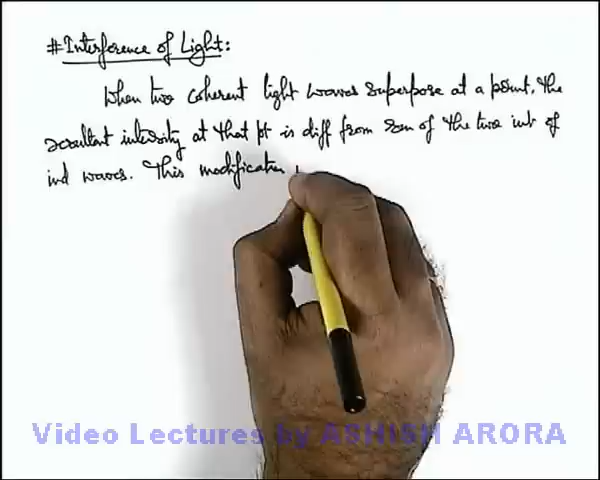 # Interference of Light:
When two coherent light waves superpose at a point, the
resultant intensity at that pt is diff from sum of the two int of
ind waves. This modification
Video Lectures by ASHISH ARORA